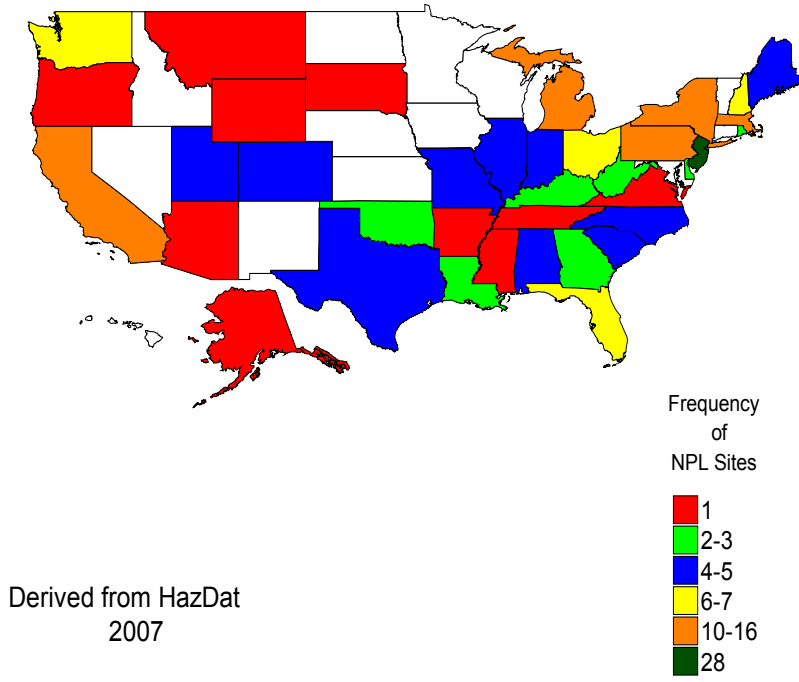 Frequency
of
NPL Sites
1
2-3
4-5
6-7
10-16
28
Derived from HazDat
2007